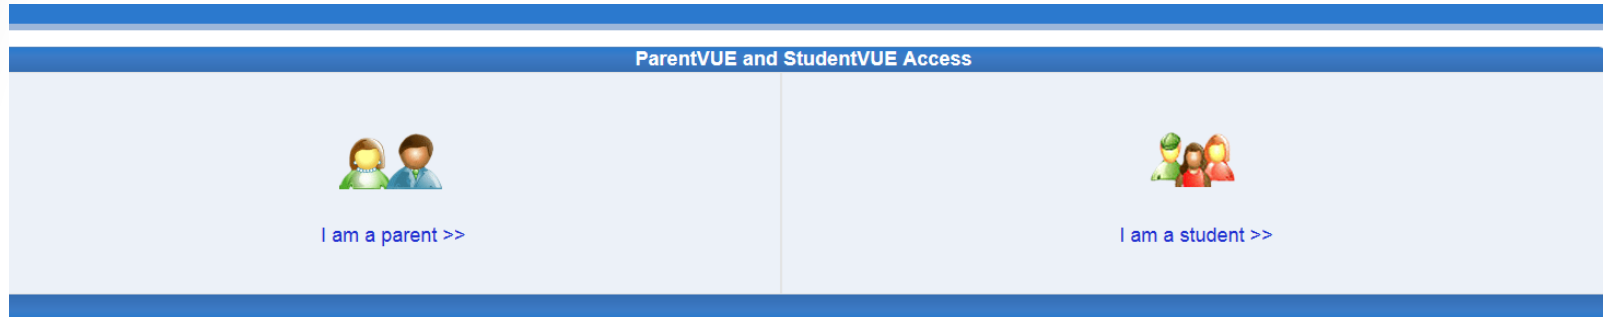 ParentVUE and StudentVUE Access
I am a parent >>
I am a student >>